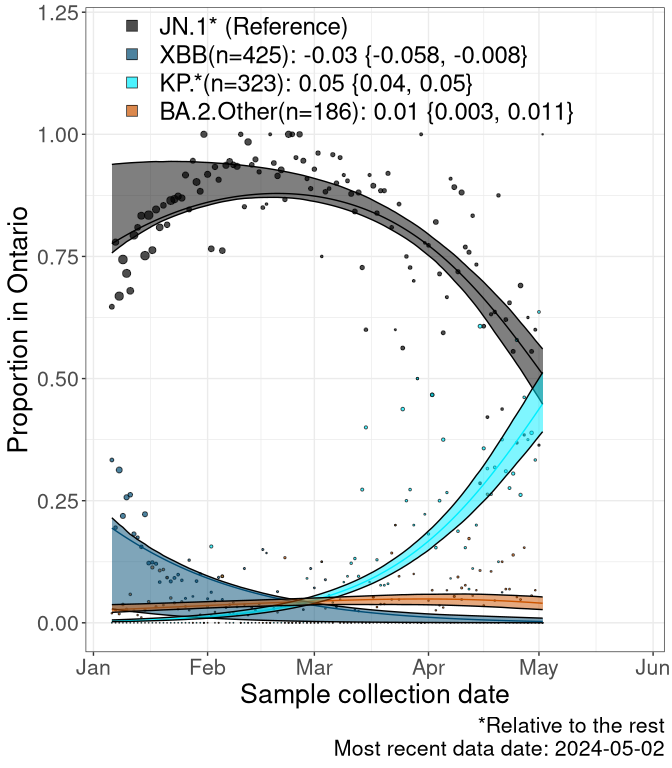 JN.1* (Reference)
XBB(n=425): -0.03 {-0.058, -0.008}
KP.*(n=323): 0.05 {0.04, 0.05}
BA.2.Other(n=186): 0.01 {0.003, 0.011}
1.25
1.00
0.75
0.50
0.25
0.00
Proportion in Ontario
Jan Feb Mar Apr May Jun
Sample collection date
*Relative to the rest
Most recent data date: 2024-05-02